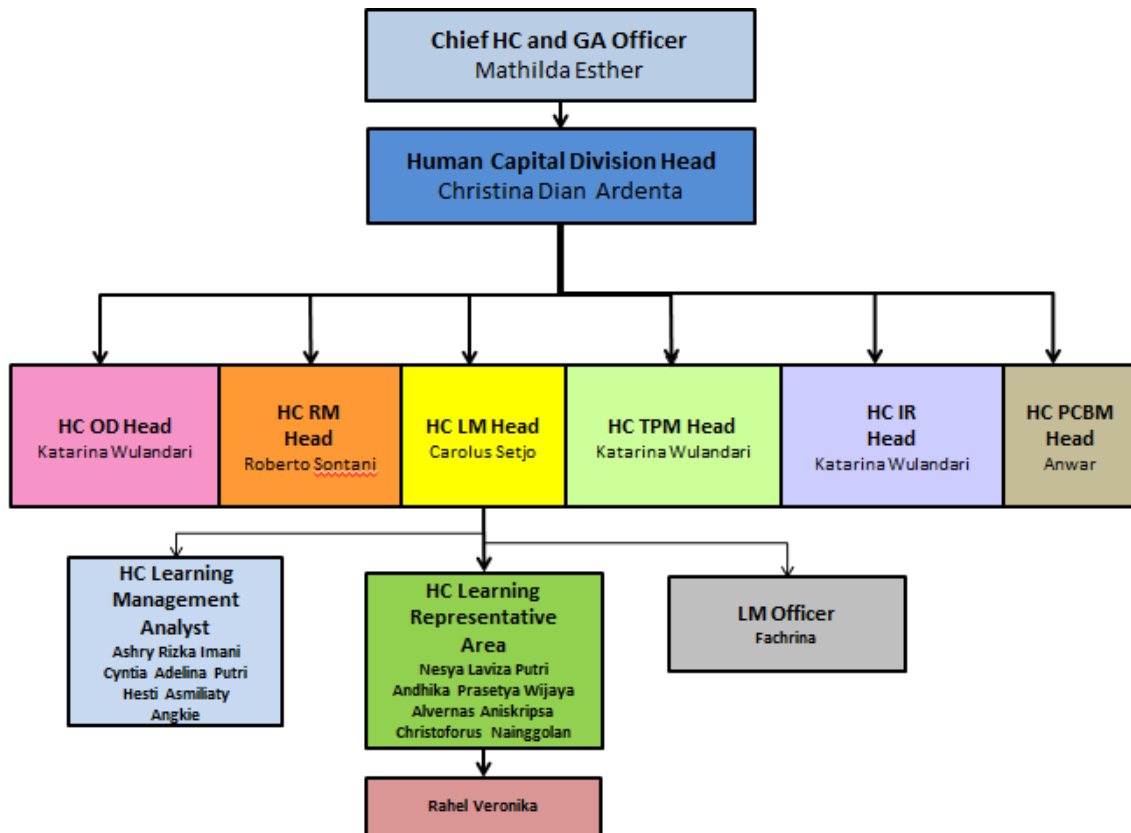 Chief HC and GA Officer
Mathilda Esther
Human Capital Division Head
Christina Dian Ardenta
HC OD Head
Katarina Wulandari
HC RM
Head
Roberto Sontani
HC LM Head
Carolus Setjo
HC TPM Head
Katarina Wulandari
HC IR
Head
Katarina Wulandari
HC PCBM
Head
Anwar
HC Learning
Management
Analyst
Ashry Rizka Imani
Cyntia Adelina Putri
Hesti Asmiliaty
Angkie
HC Learning
Representative
Area
Nesya Laviza Putri
Andhika Prasetya Wijaya
Alvernas Aniskripsa
Christoforus Nainggolan
LM Officer
Fachrina
Rahel Veronika